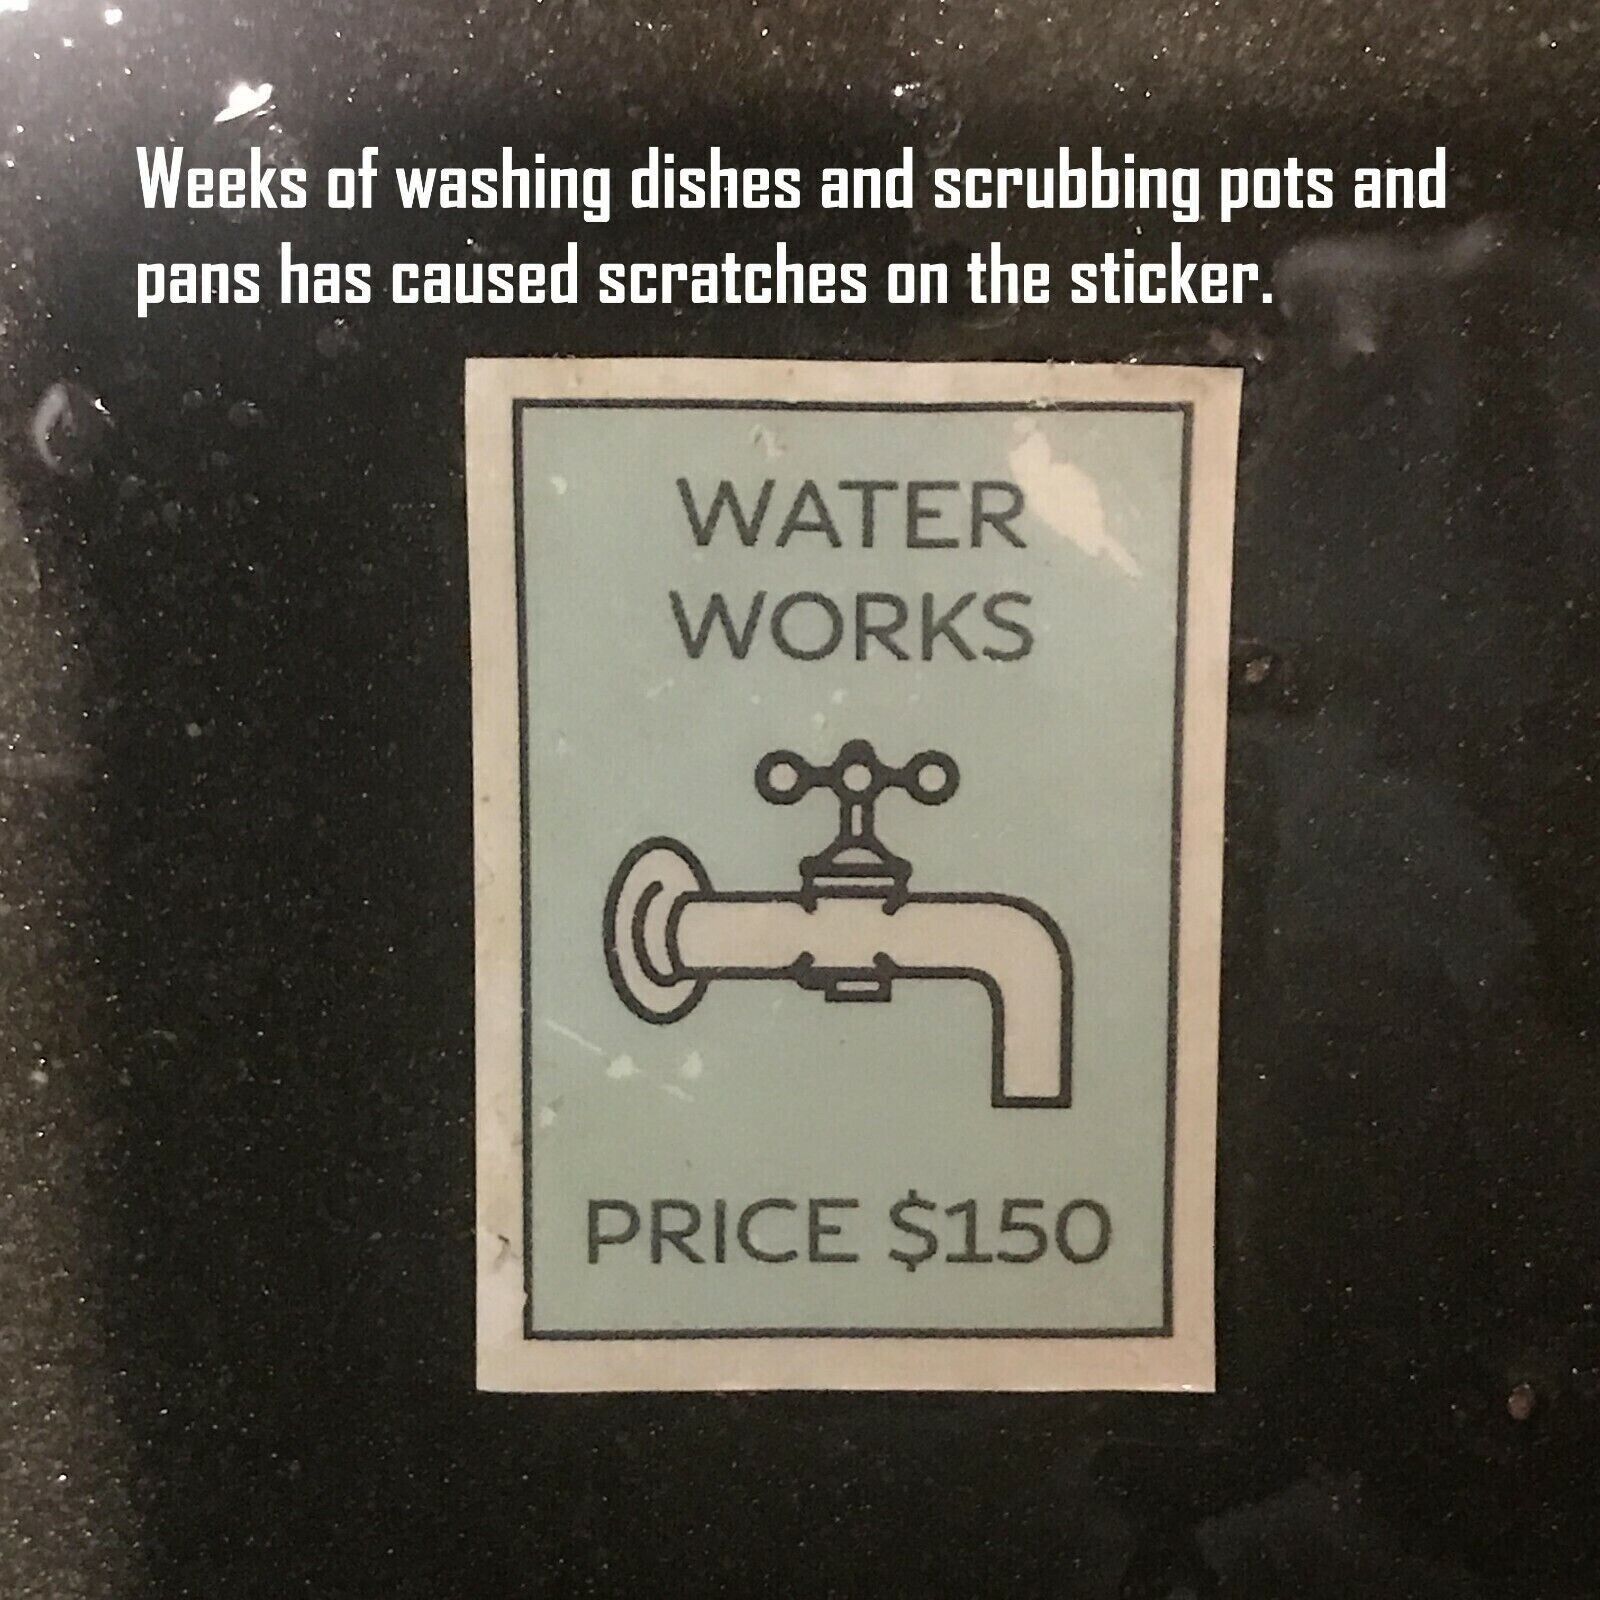 Weeks of washing dishes and scrubbing pots and
pans has caused scratches on the sticker.
WATER
WORKS
PRICE $150